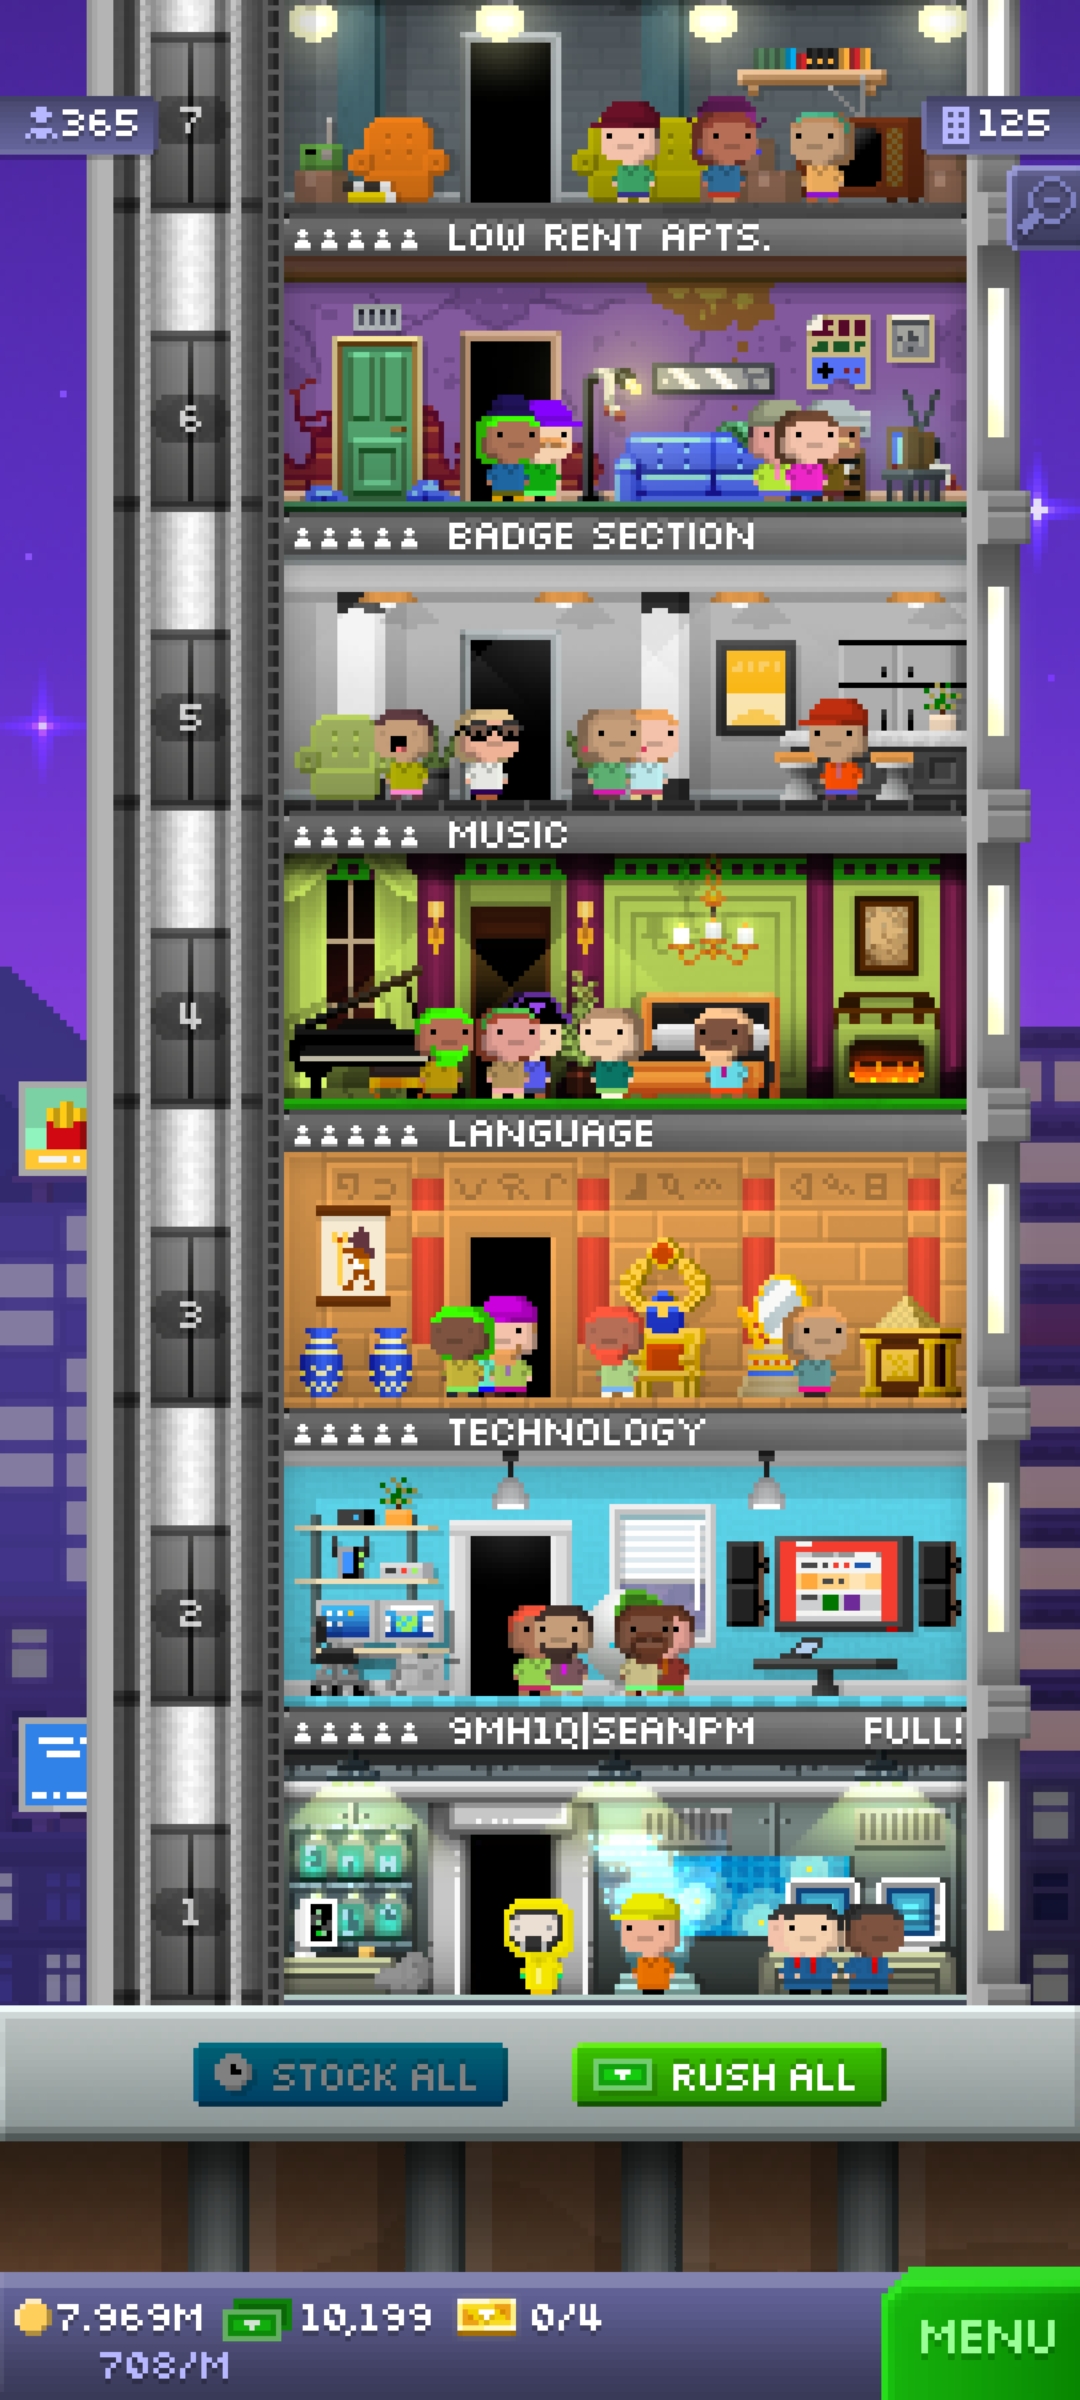 365
7
125
LOW RENT APTS.
6
BADGE SECTION
5
MUSIC
4
LANGUAGE
3
TECHNOLOGY
2
9MH1Q|SEANPM FULL!
1
STOCK ALL
RUSH ALL
7.969M 10,199 0/4
708/M
MENU